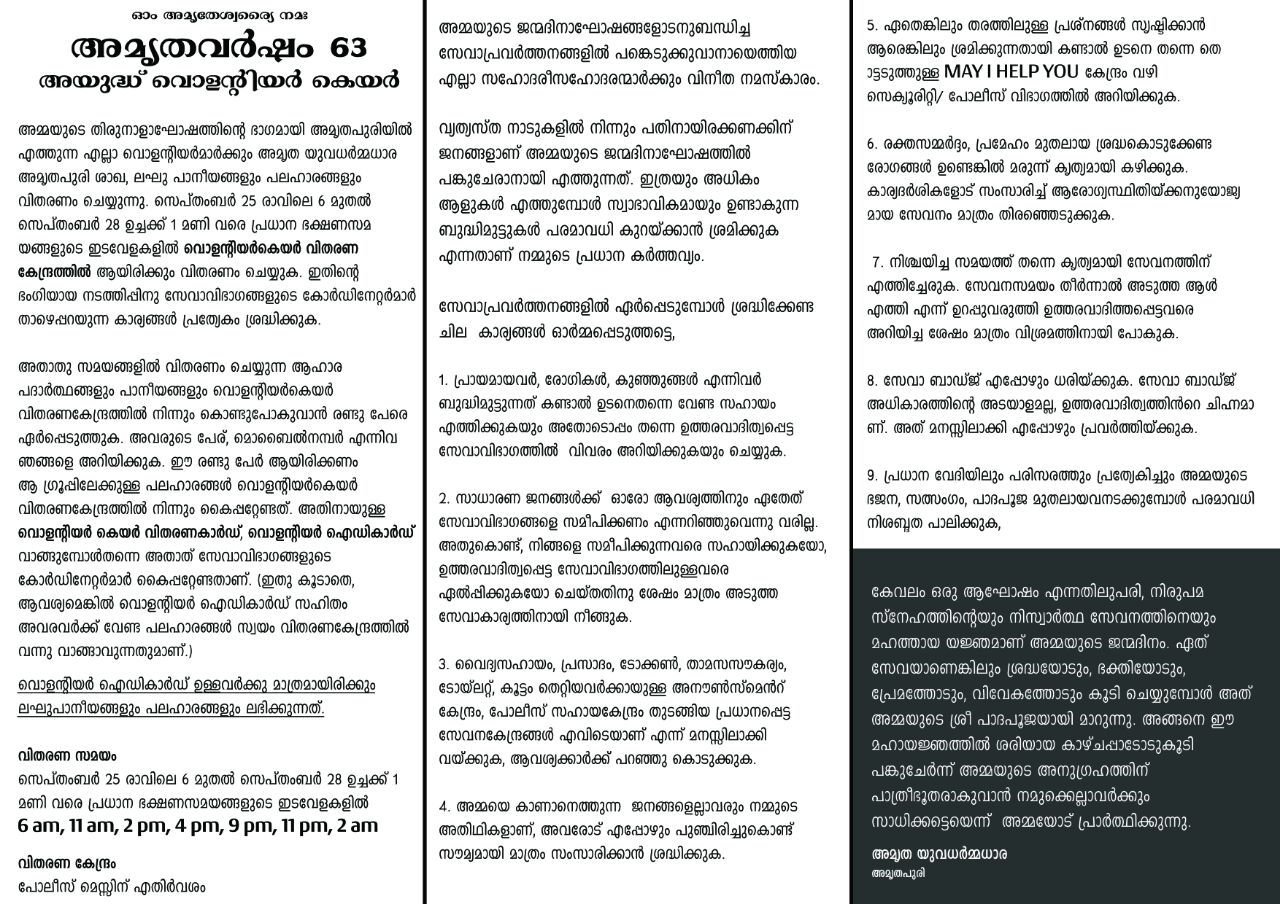 ഓം അമൃതേശ്വര്യൈ നമഃ
അമൃതവർഷം 63
അയുദ്ധ് വൊളന്റിയർ കെയർ
അമ്മയുടെ തിരുനാളാഘോഷത്തിന്റെ ഭാഗമായി അമൃതപുരിയിൽ
എത്തുന്ന എല്ലാ വൊളന്റിയർമാർക്കും അമൃത യുവധർമ്മധാര
അമൃതപുരി ശാഖ, ലഘു പാനീയങ്ങളും പലഹാരങ്ങളും
വിതരണം ചെയ്യുന്നു. സെപ്തംബർ 25 രാവിലെ 6 മുതൽ
സെപ്തംബർ 28 ഉച്ചക്ക് 1 മണി വരെ പ്രധാന ഭക്ഷണസമ
യങ്ങളുടെ ഇടവേളകളിൽ വൊളന്റിയർകെയർ വിതരണ
കേന്ദ്രത്തിൽ ആയിരിക്കും വിതരണം ചെയ്യുക. ഇതിന്റെ
ഭംഗിയായ നടത്തിപ്പിനു സേവാവിഭാഗങ്ങളുടെ കോർഡിനേറ്റർമാർ
താഴെപ്പറയുന്ന കാര്യങ്ങൾ പ്രത്യേകം ശ്രദ്ധിക്കുക.
അതാതു സമയങ്ങളിൽ വിതരണം ചെയ്യുന്ന ആഹാര
പദാർത്ഥങ്ങളും പാനീയങ്ങളും വൊളന്റിയർകെയർ
വിതരണകേന്ദ്രത്തിൽ നിന്നും കൊണ്ടുപോകുവാൻ രണ്ടു പേരെ
ഏർപ്പെടുത്തുക. അവരുടെ പേര്, മൊബൈൽനമ്പർ എന്നിവ
ഞങ്ങളെ അറിയിക്കുക. ഈ രണ്ടു പേർ ആയിരിക്കണം
ആ ഗ്രൂപ്പിലേക്കുള്ള പലഹാരങ്ങൾ വൊളന്റിയർകെയർ
വിതരണകേന്ദ്രത്തിൽ നിന്നും കൈപ്പറ്റേണ്ടത്. അതിനായുള്ള
വൊളന്റിയർ കെയർ വിതരണകാർഡ്, വൊളന്റിയർ ഐഡികാർഡ്
വാങ്ങുമ്പോൾതന്നെ അതാത് സേവാവിഭാഗങ്ങളുടെ
കോർഡിനേറ്റർമാർ കൈപ്പറ്റേണ്ടതാണ്. (ഇതു കൂടാതെ,
ആവശ്യമെങ്കിൽ വൊളന്റിയർ ഐഡികാർഡ് സഹിതം
അവരവർക്ക് വേണ്ട പലഹാരങ്ങൾ സ്വയം വിതരണകേന്ദ്രത്തിൽ
വന്നു വാങ്ങാവുന്നതുമാണ്.)
വൊളന്റിയർ ഐഡികാർഡ് ഉള്ളവർക്കു മാത്രമായിരിക്കും
ലഘുപാനീയങ്ങളും പലഹാരങ്ങളും ലഭിക്കുന്നത്.
വിതരണ സമയം
സെപ്തംബർ 25 രാവിലെ 6 മുതൽ സെപ്തംബർ 28 ഉച്ചക്ക് 1
മണി വരെ പ്രധാന ഭക്ഷണസമയങ്ങളുടെ ഇടവേളകളിൽ
6 am, 11 am, 2 pm, 4 pm, 9 pm, 11 pm, 2 am
വിതരണ കേന്ദ്രം
പോലീസ് മെസ്സിന് എതിർവശം
അമ്മയുടെ ജന്മദിനാഘോഷങ്ങളോടനുബന്ധിച്ച
സേവാപ്രവർത്തനങ്ങളിൽ പങ്കെടുക്കുവാനായെത്തിയ
എല്ലാ സഹോദരീസഹോദരന്മാർക്കും വിനീത നമസ്കാരം.
വ്യത്യസ്ത നാടുകളിൽ നിന്നും പതിനായിരക്കണക്കിന്
ജനങ്ങളാണ് അമ്മയുടെ ജന്മദിനാഘോഷത്തിൽ
പങ്കുചേരാനായി എത്തുന്നത്. ഇത്രയും അധികം
ആളുകൾ എത്തുമ്പോൾ സ്വാഭാവികമായും ഉണ്ടാകുന്ന
ബുദ്ധിമുട്ടുകൾ പരമാവധി കുറയ്ക്കാൻ ശ്രമിക്കുക
എന്നതാണ് നമ്മുടെ പ്രധാന കർത്തവ്യം.
സേവാപ്രവർത്തനങ്ങളിൽ ഏർപ്പെടുമ്പോൾ ശ്രദ്ധിക്കേണ്ട
ചില കാര്യങ്ങൾ ഓർമ്മപ്പെടുത്തട്ടെ,
1. പ്രായമായവർ, രോഗികൾ, കുഞ്ഞുങ്ങൾ എന്നിവർ
ബുദ്ധിമുട്ടുന്നത് കണ്ടാൽ ഉടനെതന്നെ വേണ്ട സഹായം
എത്തിക്കുകയും അതോടൊപ്പം തന്നെ ഉത്തരവാദിത്വപ്പെട്ട
സേവാവിഭാഗത്തിൽ വിവരം അറിയിക്കുകയും ചെയ്യുക.
2. സാധാരണ ജനങ്ങൾക്ക് ഓരോ ആവശ്യത്തിനും ഏതേത്
സേവാവിഭാഗങ്ങളെ സമീപിക്കണം എന്നറിഞ്ഞുവെന്നു വരില്ല.
അതുകൊണ്ട്, നിങ്ങളെ സമീപിക്കുന്നവരെ സഹായിക്കുകയോ,
ഉത്തരവാദിത്വപ്പെട്ട സേവാവിഭാഗത്തിലുള്ളവരെ
ഏൽപ്പിക്കുകയോ ചെയ്തതിനു ശേഷം മാത്രം അടുത്ത
സേവാകാര്യത്തിനായി നീങ്ങുക.
3. വൈദ്യസഹായം, പ്രസാദം, ടോക്കൺ, താമസസൗകര്യം,
ടോയ്ലറ്റ്, കൂട്ടം തെറ്റിയവർക്കായുള്ള അനൗൺസ്മെൻറ്
കേന്ദ്രം, പോലീസ് സഹായകേന്ദ്രം തുടങ്ങിയ പ്രധാനപ്പെട്ട
സേവനകേന്ദ്രങ്ങൾ എവിടെയാണ് എന്ന് മനസ്സിലാക്കി
വയ്ക്കുക, ആവശ്യക്കാർക്ക് പറഞ്ഞു കൊടുക്കുക.
4. അമ്മയെ കാണാനെത്തുന്ന ജനങ്ങളെല്ലാവരും നമ്മുടെ
അതിഥികളാണ്, അവരോട് എപ്പോഴും പുഞ്ചിരിച്ചുകൊണ്ട്
സൗമ്യമായി മാത്രം സംസാരിക്കാൻ ശ്രദ്ധിക്കുക.
5. ഏതെങ്കിലും തരത്തിലുള്ള പ്രശ്നങ്ങൾ സൃഷ്ടിക്കാൻ
ആരെങ്കിലും ശ്രമിക്കുന്നതായി കണ്ടാൽ ഉടനെ തന്നെ തെ
ാട്ടടുത്തുള്ള MAY I HELP YOU കേന്ദ്രം വഴി
സെക്യൂരിറ്റി/ പോലീസ് വിഭാഗത്തിൽ അറിയിക്കുക.
6. രക്തസമ്മർദ്ദം, പ്രമേഹം മുതലായ ശ്രദ്ധകൊടുക്കേണ്ട
രോഗങ്ങൾ ഉണ്ടെങ്കിൽ മരുന്ന് കൃത്യമായി കഴിക്കുക.
കാര്യദർശികളോട് സംസാരിച്ച് ആരോഗ്യസ്ഥിതിയ്ക്കനുയോജ്യ
മായ സേവനം മാത്രം തിരഞ്ഞെടുക്കുക.
7. നിശ്ചയിച്ച സമയത്ത് തന്നെ കൃത്യമായി സേവനത്തിന്
എത്തിച്ചേരുക. സേവനസമയം തീർന്നാൽ അടുത്ത ആൾ
എത്തി എന്ന് ഉറപ്പുവരുത്തി ഉത്തരവാദിത്തപ്പെട്ടവരെ
അറിയിച്ച ശേഷം മാത്രം വിശ്രമത്തിനായി പോകുക.
8. സേവാ ബാഡ്ജ് എപ്പോഴും ധരിയ്ക്കുക. സേവാ ബാഡ്ജ്
അധികാരത്തിന്റെ അടയാളമല്ല, ഉത്തരവാദിത്വത്തിൻറെ ചിഹ്നമാ
ണ്. അത് മനസ്സിലാക്കി എപ്പോഴും പ്രവർത്തിയ്ക്കുക.
9. പ്രധാന വേദിയിലും പരിസരത്തും പ്രത്യേകിച്ചും അമ്മയുടെ
ഭജന, സത്സംഗം, പാദപൂജ മുതലായവനടക്കുമ്പോൾ പരമാവധി
നിശബ്ദത പാലിക്കുക,
കേവലം ഒരു ആഘോഷം എന്നതിലുപരി, നിരുപമ
സ്നേഹത്തിന്റെയും നിസ്വാർത്ഥ സേവനത്തിനെയും
മഹത്തായ യജ്ഞമാണ് അമ്മയുടെ ജന്മദിനം. ഏത്
സേവയാണെങ്കിലും ശ്രദ്ധയോടും, ഭക്തിയോടും,
പ്രേമത്തോടും, വിവേകത്തോടും കൂടി ചെയ്യുമ്പോൾ അത്
അമ്മയുടെ ശ്രീ പാദപൂജയായി മാറുന്നു. അങ്ങനെ ഈ
മഹായജ്ഞത്തിൽ ശരിയായ കാഴ്ചപ്പാടോടുകൂടി
പങ്കുചേർന്ന് അമ്മയുടെ അനുഗ്രഹത്തിന്
പാത്രീഭൂതരാകുവാൻ നമുക്കെല്ലാവർക്കും
സാധിക്കട്ടെയെന്ന് അമ്മയോട് പ്രാർത്ഥിക്കുന്നു.
അമൃത യുവധർമ്മധാര
അമൃതപുരി